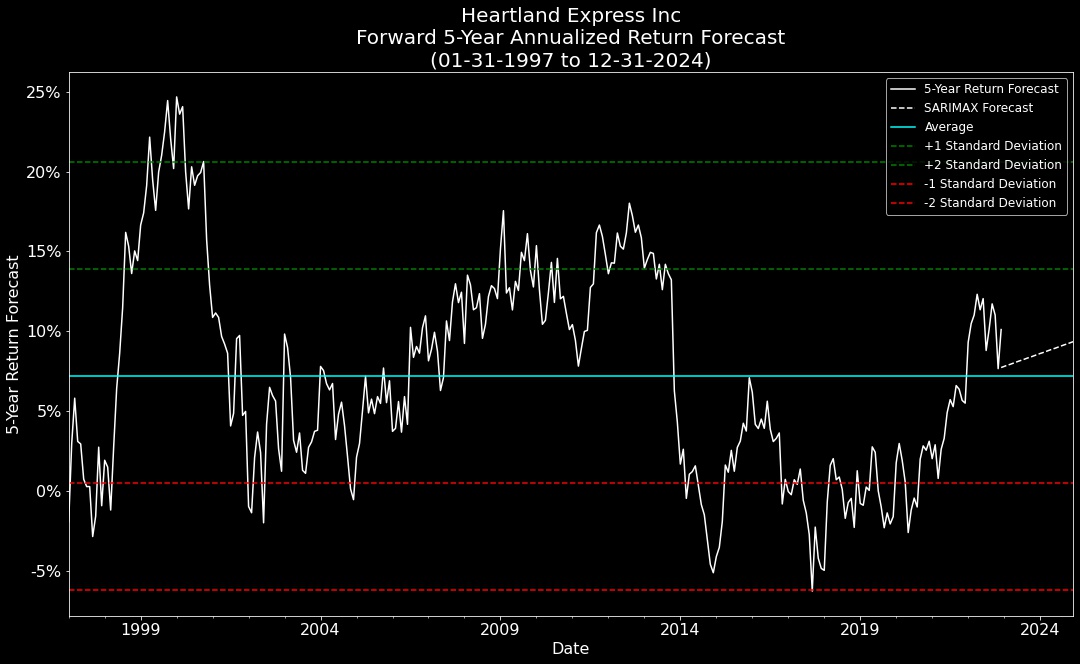 Heartland Express Inc
Forward 5-Year Annualized Return Forecast
(01-31-1997 to 12-31-2024)
5-Year Return Forecast
SARIMAX Forecast
Average
+1 Standard Deviation
+2 Standard Deviation
-1 Standard Deviation
-2 Standard Deviation
5-Year Return Forecast
25%
20%
15%
10%
5%
0%
-5%
1999 2004 2009 2014 2019 2024
Date